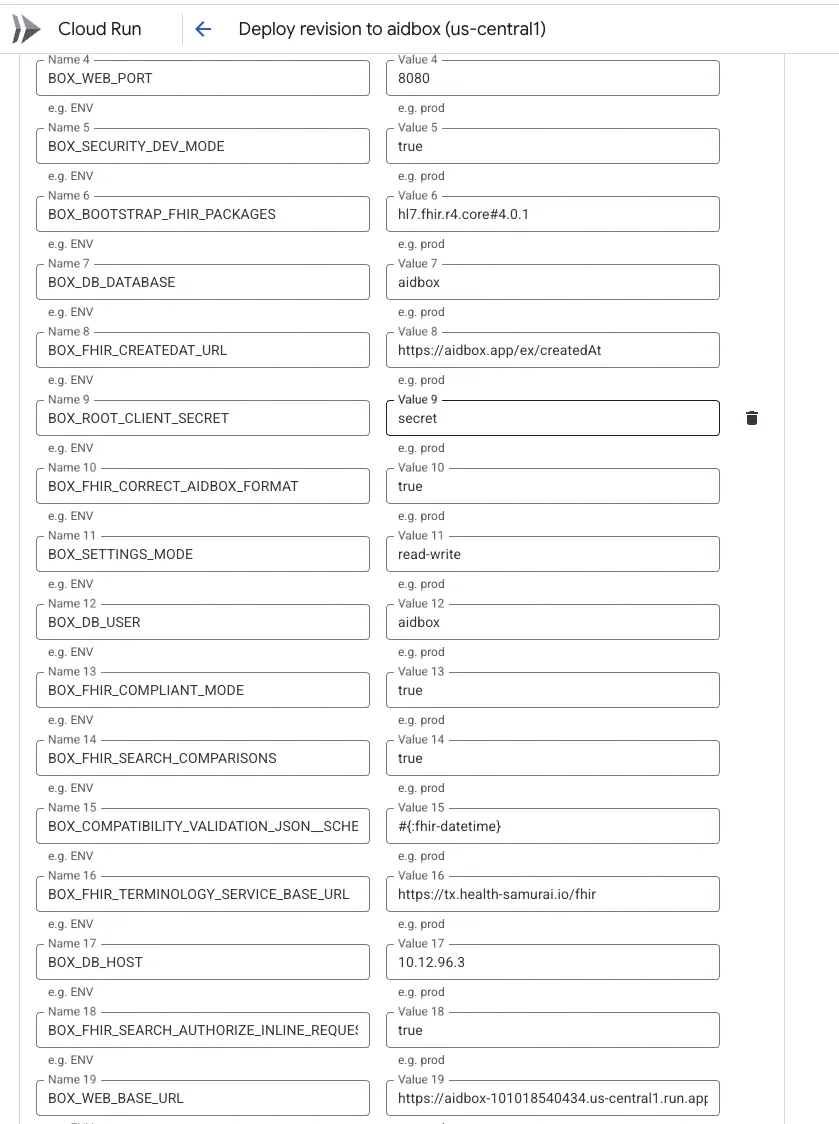 Cloud Run
Deploy revision to aidbox (us-central1)
Name 4 Value 4
BOX_WEB_PORT 8080
e.g. ENV e.g. prod
Name 5 Value 5
BOX_SECURITY_DEV_MODE true
e.g. ENV e.g. prod
Name 6 Value 6
BOX_BOOTSTRAP_FHIR_PACKAGES hl7.fhir.r4.core#4.0.1
e.g. ENV e.g. prod
Name 7 Value 7
BOX_DB_DATABASE aidbox
e.g. ENV e.g. prod
Name 8 Value 8
BOX_FHIR_CREATEDAT_URL https://aidbox.app/ex/createdAt
e.g. ENV e.g. prod
Name 9 Value 9
BOX_ROOT_CLIENT_SECRET secret
e.g. ENV e.g. prod
Name 10 Value 10
BOX_FHIR_CORRECT_AIDBOX_FORMAT true
e.g. ENV e.g. prod
Name 11 Value 11
BOX_SETTINGS_MODE read-write
e.g. ENV e.g. prod
Name 12 Value 12
BOX_DB_USER aidbox
e.g. ENV e.g. prod
Name 13 Value 13
BOX_FHIR_COMPLIANT_MODE true
e.g. ENV e.g. prod
Name 14 Value 14
BOX_FHIR_SEARCH_COMPARISONS true
e.g. ENV e.g. prod
Name 15 Value 15
BOX_COMPATIBILITY_VALIDATION_JSON__SCHE #{:fhir-datetime}
e.g. ENV e.g. prod
Name 16 Value 16
BOX_FHIR_TERMINOLOGY_SERVICE_BASE_URL https://tx.health-samurai.io/fhir
e.g. ENV e.g. prod
Name 17 Value 17
BOX_DB_HOST 10.12.96.3
e.g. ENV e.g. prod
Name 18 Value 18
BOX_FHIR_SEARCH_AUTHORIZE_INLINE_REQUES true
e.g. ENV e.g. prod
Name 19 Value 19
BOX_WEB_BASE_URL https://aidbox-101018540434.us-central1.run.app